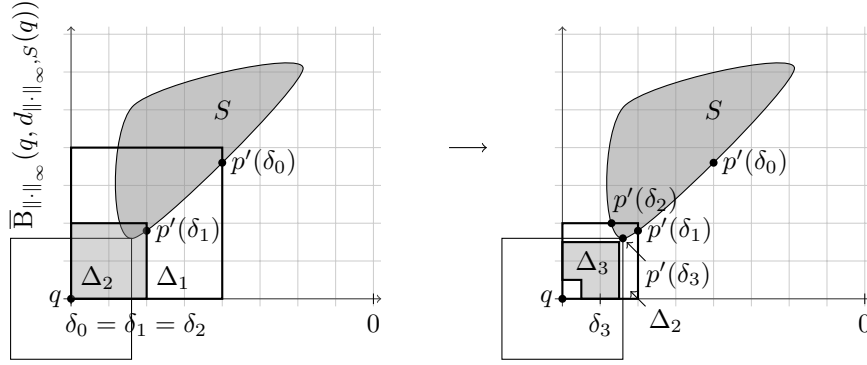 B̅‖·‖∞(q, d‖·‖∞,S(q))
S
p′(δ0)
p′(δ1)
Δ2
Δ1
q
δ0 = δ1 = δ2
0
→
S
p′(δ0)
p′(δ2)
p′(δ1)
Δ3
p′(δ3)
q
δ3
Δ2
0